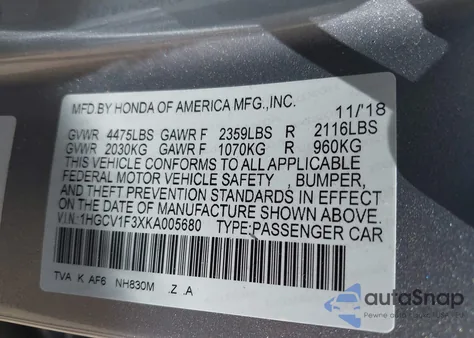 MFD.BY HONDA OF AMERICA MFG.,INC. 11/18
GVWR 4475LBS GAWR F 2359LBS R 2116LBS
GVWR 2030KG GAWR F 1070KG R 960KG
THIS VEHICLE CONFORMS TO ALL APPLICABLE
FEDERAL MOTOR VEHICLE SAFETY , BUMPER,
AND THEFT PREVENTION STANDARDS IN EFFECT
ON THE DATE OF MANUFACTURE SHOWN ABOVE.
V.I.N.:1HGCV1F3XKA005680 TYPE:PASSENGER CAR
TVA K AF6 NH830M .Z .A
autoSnap
Pewne auto